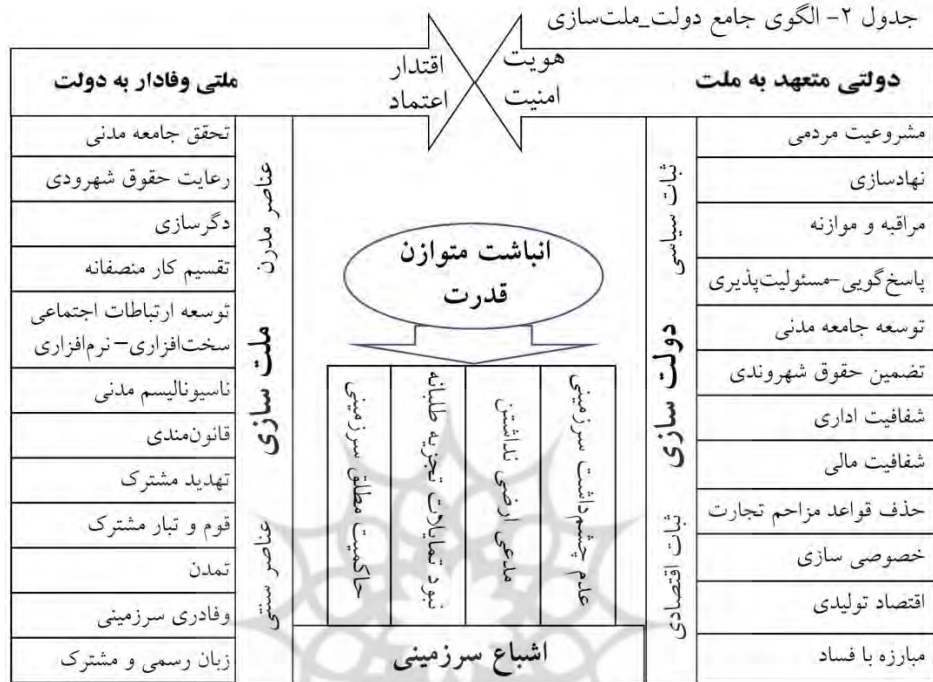 جدول ۲- الگوی جامع دولت_ملت‌سازی
دولتی متعهد به ملت
هویت
امنیت
اقتدار
اعتماد
ملتی وفادار به دولت
مشروعیت مردمی
نهادسازی
مراقبه و موازنه
پاسخ‌گویی-مسئولیت‌پذیری
توسعه جامعه مدنی
تضمین حقوق شهروندی
شفافیت اداری
شفافیت مالی
حذف قواعد مزاحم تجارت
خصوصی سازی
اقتصاد تولیدی
مبارزه با فساد
ثبات سیاسی
دولت سازی
ثبات اقتصادی
انباشت متوازن
قدرت
عدم چشم‌داشت سرزمینی
مدعی ارضی نداشتن
نبود تمایلات تجزیه طلبانه
حاکمیت مطلق سرزمینی
اشباع سرزمینی
عناصر مدرن
ملت سازی
عناصر سنتی
تحقق جامعه مدنی
رعایت حقوق شهرودی
دگرسازی
تقسیم کار منصفانه
توسعه ارتباطات اجتماعی
سخت‌افزاری–نرم‌افزاری
ناسیونالیسم مدنی
قانون‌مندی
تهدید مشترک
قوم و تبار مشترک
تمدن
وفادری سرزمینی
زبان رسمی و مشترک